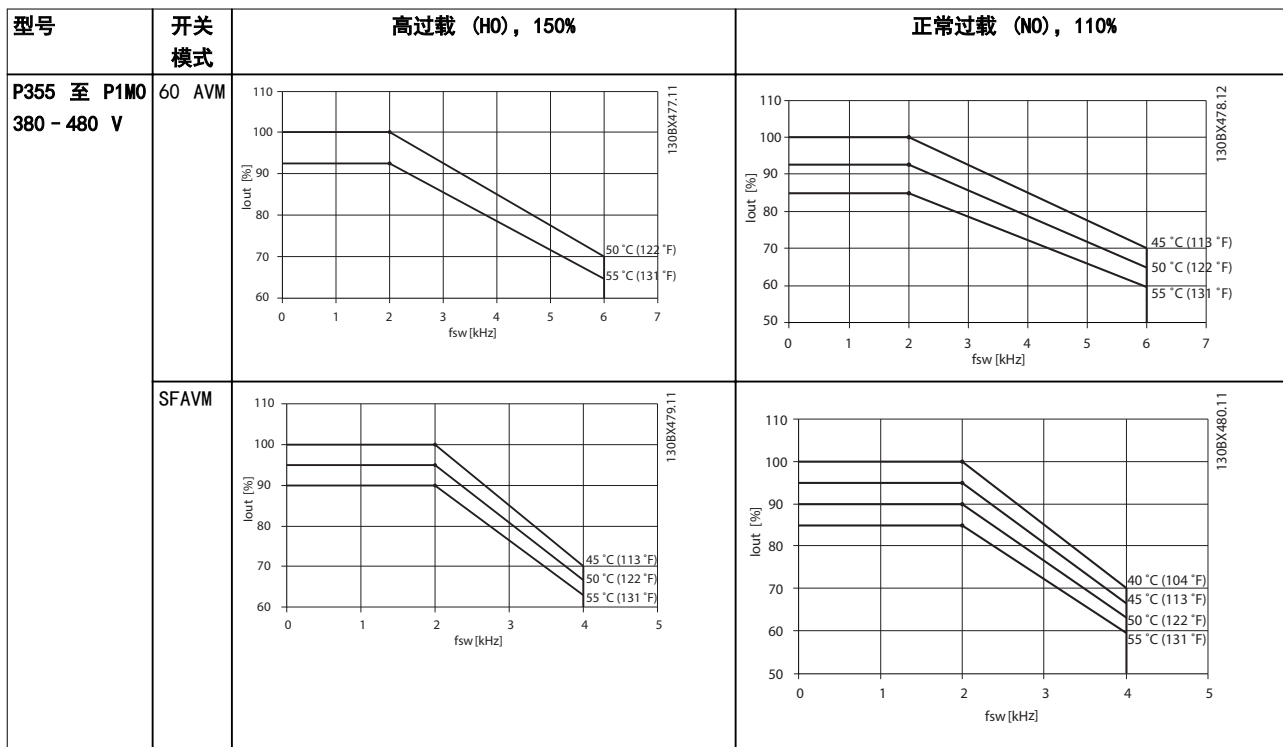 型号
开关
模式
高过载 (HO), 150%
正常过载 (NO), 110%
P355 至 P1M0
380-480 V
60 AVM
110
100
90
80
70
60
Iout [%]
0 1 2 3 4 5 6 7
fsw [kHz]
50 ˚C (122 ˚F)
55 ˚C (131 ˚F)
130BX477.11
110
100
90
80
70
60
50
Iout [%]
0 1 2 3 4 5 6 7
fsw [kHz]
45 ˚C (113 ˚F)
50 ˚C (122 ˚F)
55 ˚C (131 ˚F)
130BX478.12
SFAVM
110
100
90
80
70
60
Iout [%]
0 1 2 3 4 5
fsw [kHz]
45 ˚C (113 ˚F)
50 ˚C (122 ˚F)
55 ˚C (131 ˚F)
130BX479.11
110
100
90
80
70
60
50
Iout [%]
0 1 2 3 4 5
fsw [kHz]
40 ˚C (104 ˚F)
45 ˚C (113 ˚F)
50 ˚C (122 ˚F)
55 ˚C (131 ˚F)
130BX480.11